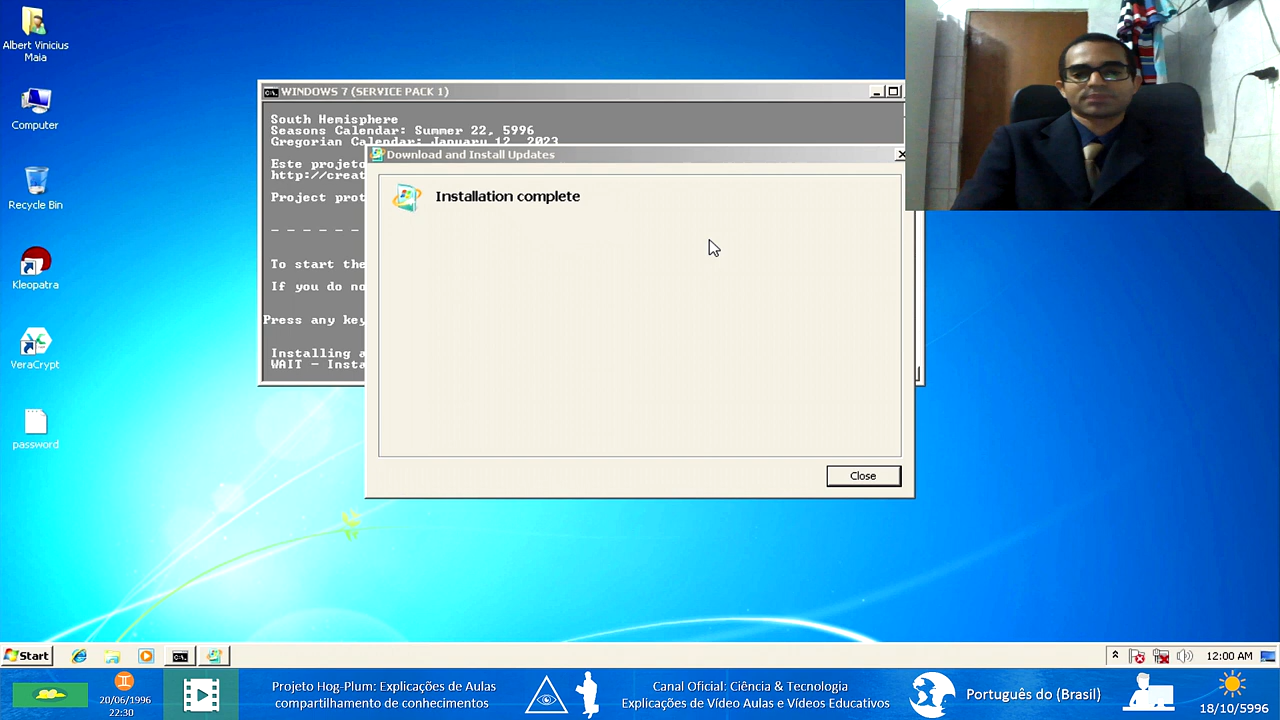 Albert Vinicius
Maia
Computer
Recycle Bin
Kleopatra
VeraCrypt
password
WINDOWS 7 (SERVICE PACK 1)
South Hemisphere
Seasons Calendar: Summer 22, 5996
Gregorian Calendar: January 12, 2023
Este projeto
http://creat
Project prot
- - - - - -
To start the
If you do no
Press any key
Installing a
WAIT - Insta
Download and Install Updates
Installation complete
Close
Start
12:00 AM
20/06/1996
22:30
Projeto Hog-Plum: Explicações de Aulas
compartilhamento de conhecimentos
Canal Oficial: Ciência & Tecnologia
Explicações de Vídeo Aulas e Vídeos Educativos
Português do (Brasil)
18/10/5996